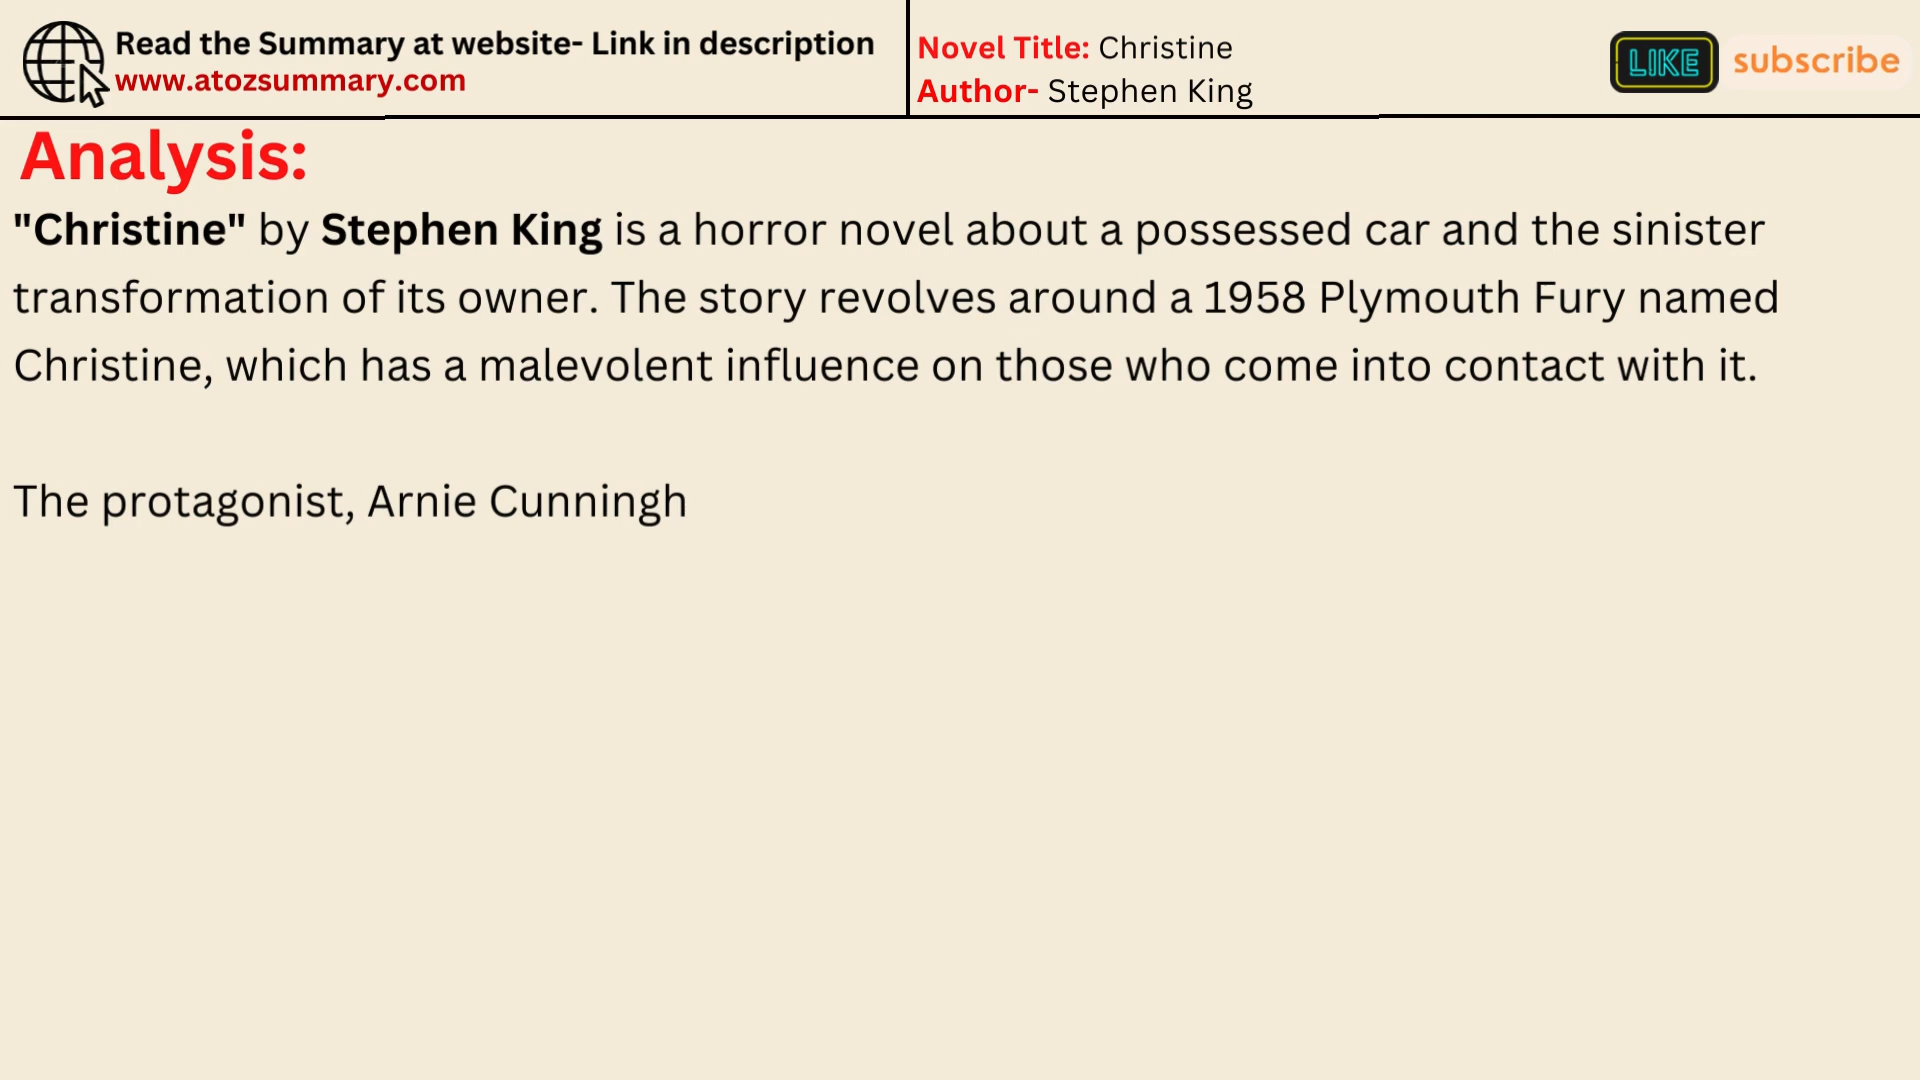 Read the Summary at website- Link in description
www.atozsummary.com
Novel Title: Christine
Author- Stephen King
LIKE
subscribe
Analysis:
"Christine" by Stephen King is a horror novel about a possessed car and the sinister
transformation of its owner. The story revolves around a 1958 Plymouth Fury named
Christine, which has a malevolent influence on those who come into contact with it.
The protagonist, Arnie Cunningh